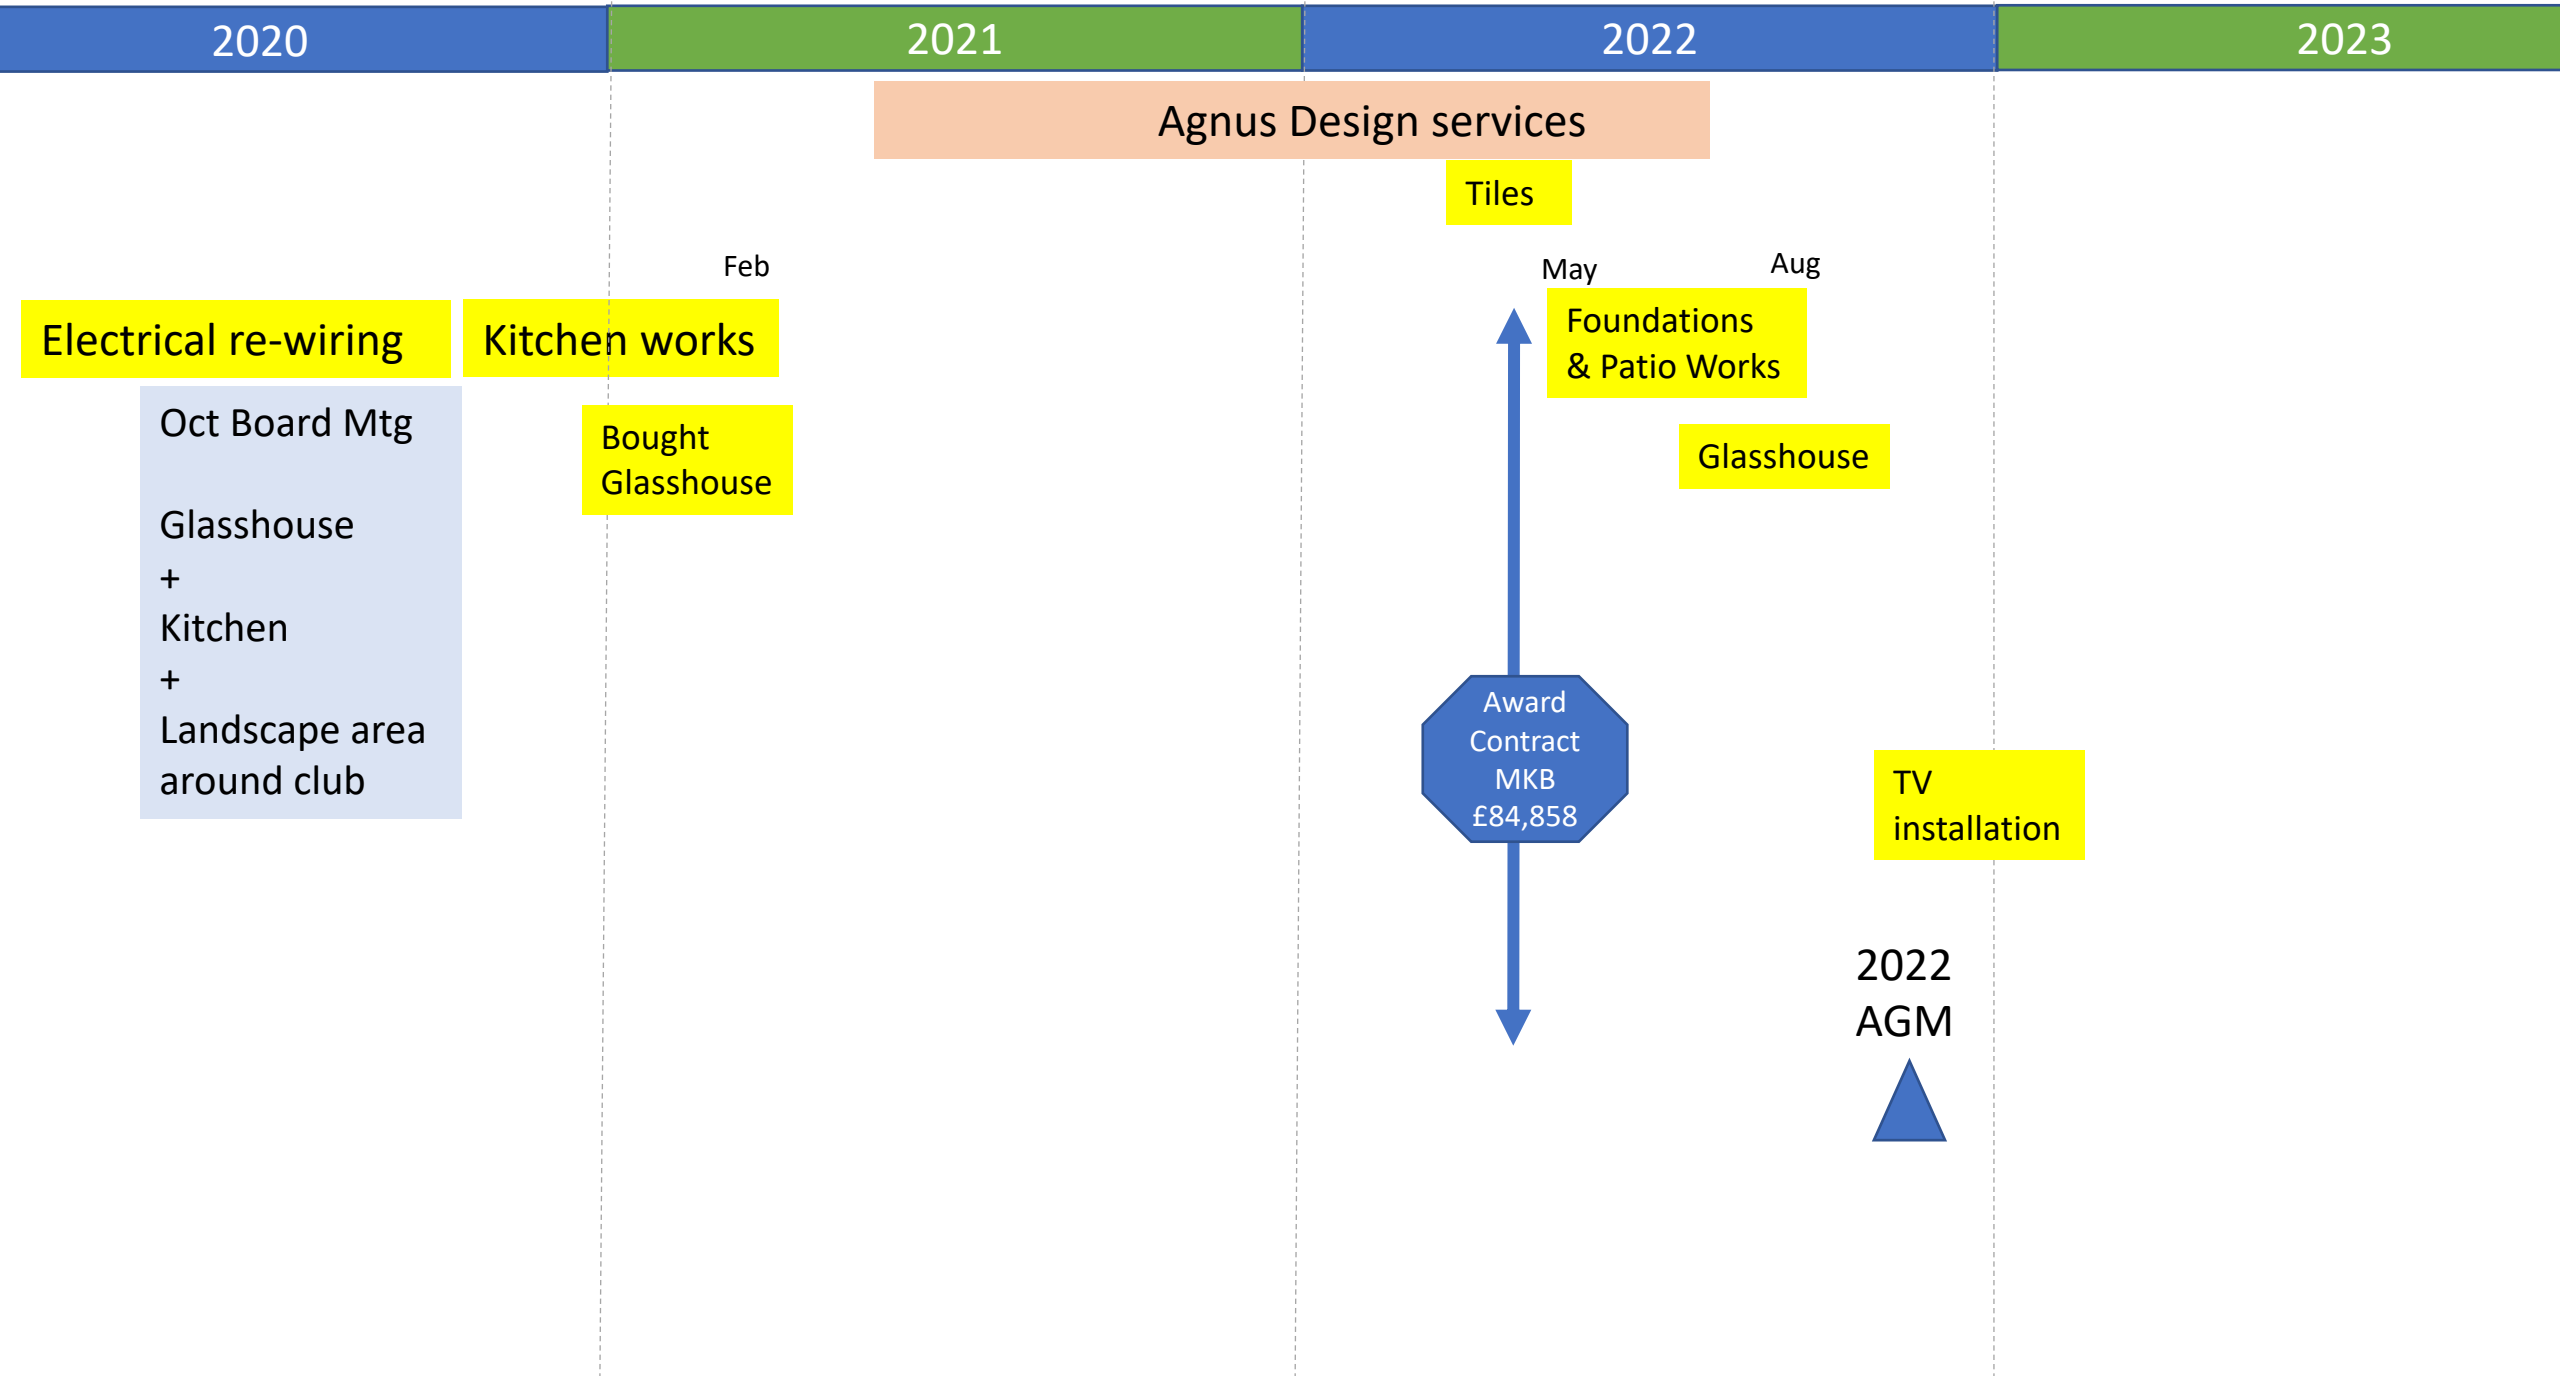 2020
2021
2022
2023
Agnus Design services
Tiles
Feb
May
Aug
Electrical re-wiring
Kitchen works
Foundations
& Patio Works
Oct Board Mtg
Glasshouse
+
Kitchen
+
Landscape area
around club
Bought
Glasshouse
Glasshouse
Award
Contract
MKB
£84,858
TV
installation
2022
AGM